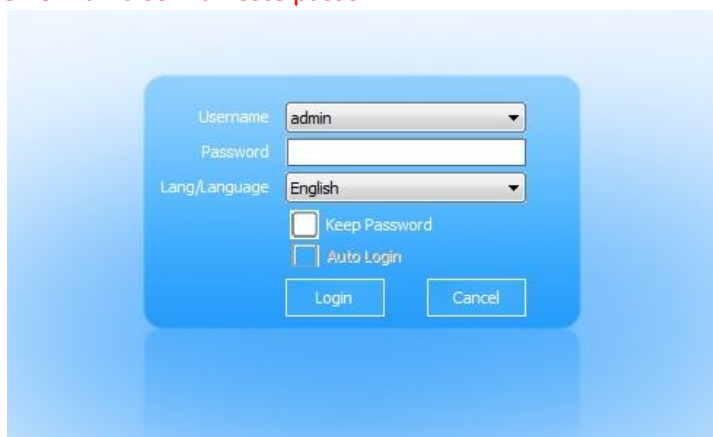 Username admin
Password
Lang/Language English
Keep Password
Auto Login
Login Cancel